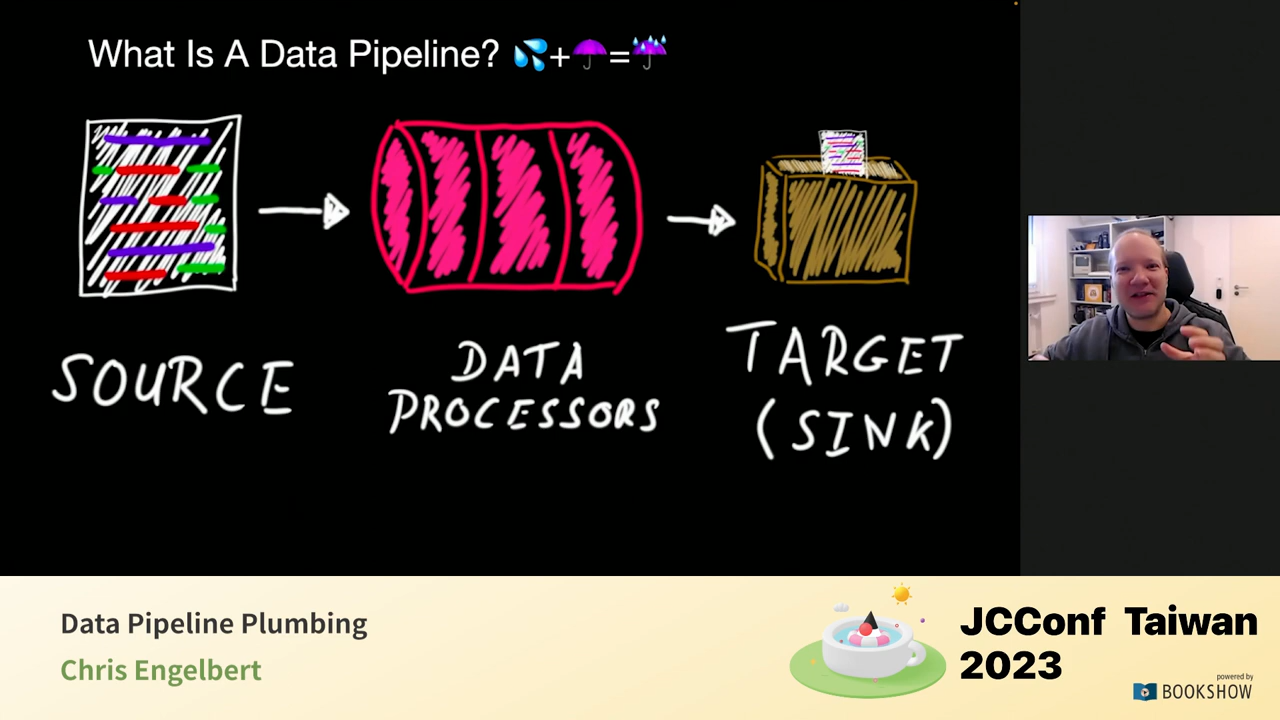 What Is A Data Pipeline? 💦+☂=☔
SOURCE
DATA
PROCESSORS
TARGET
(SINK)
Data Pipeline Plumbing
Chris Engelbert
JCConf Taiwan
2023
powered by
BOOKSHOW